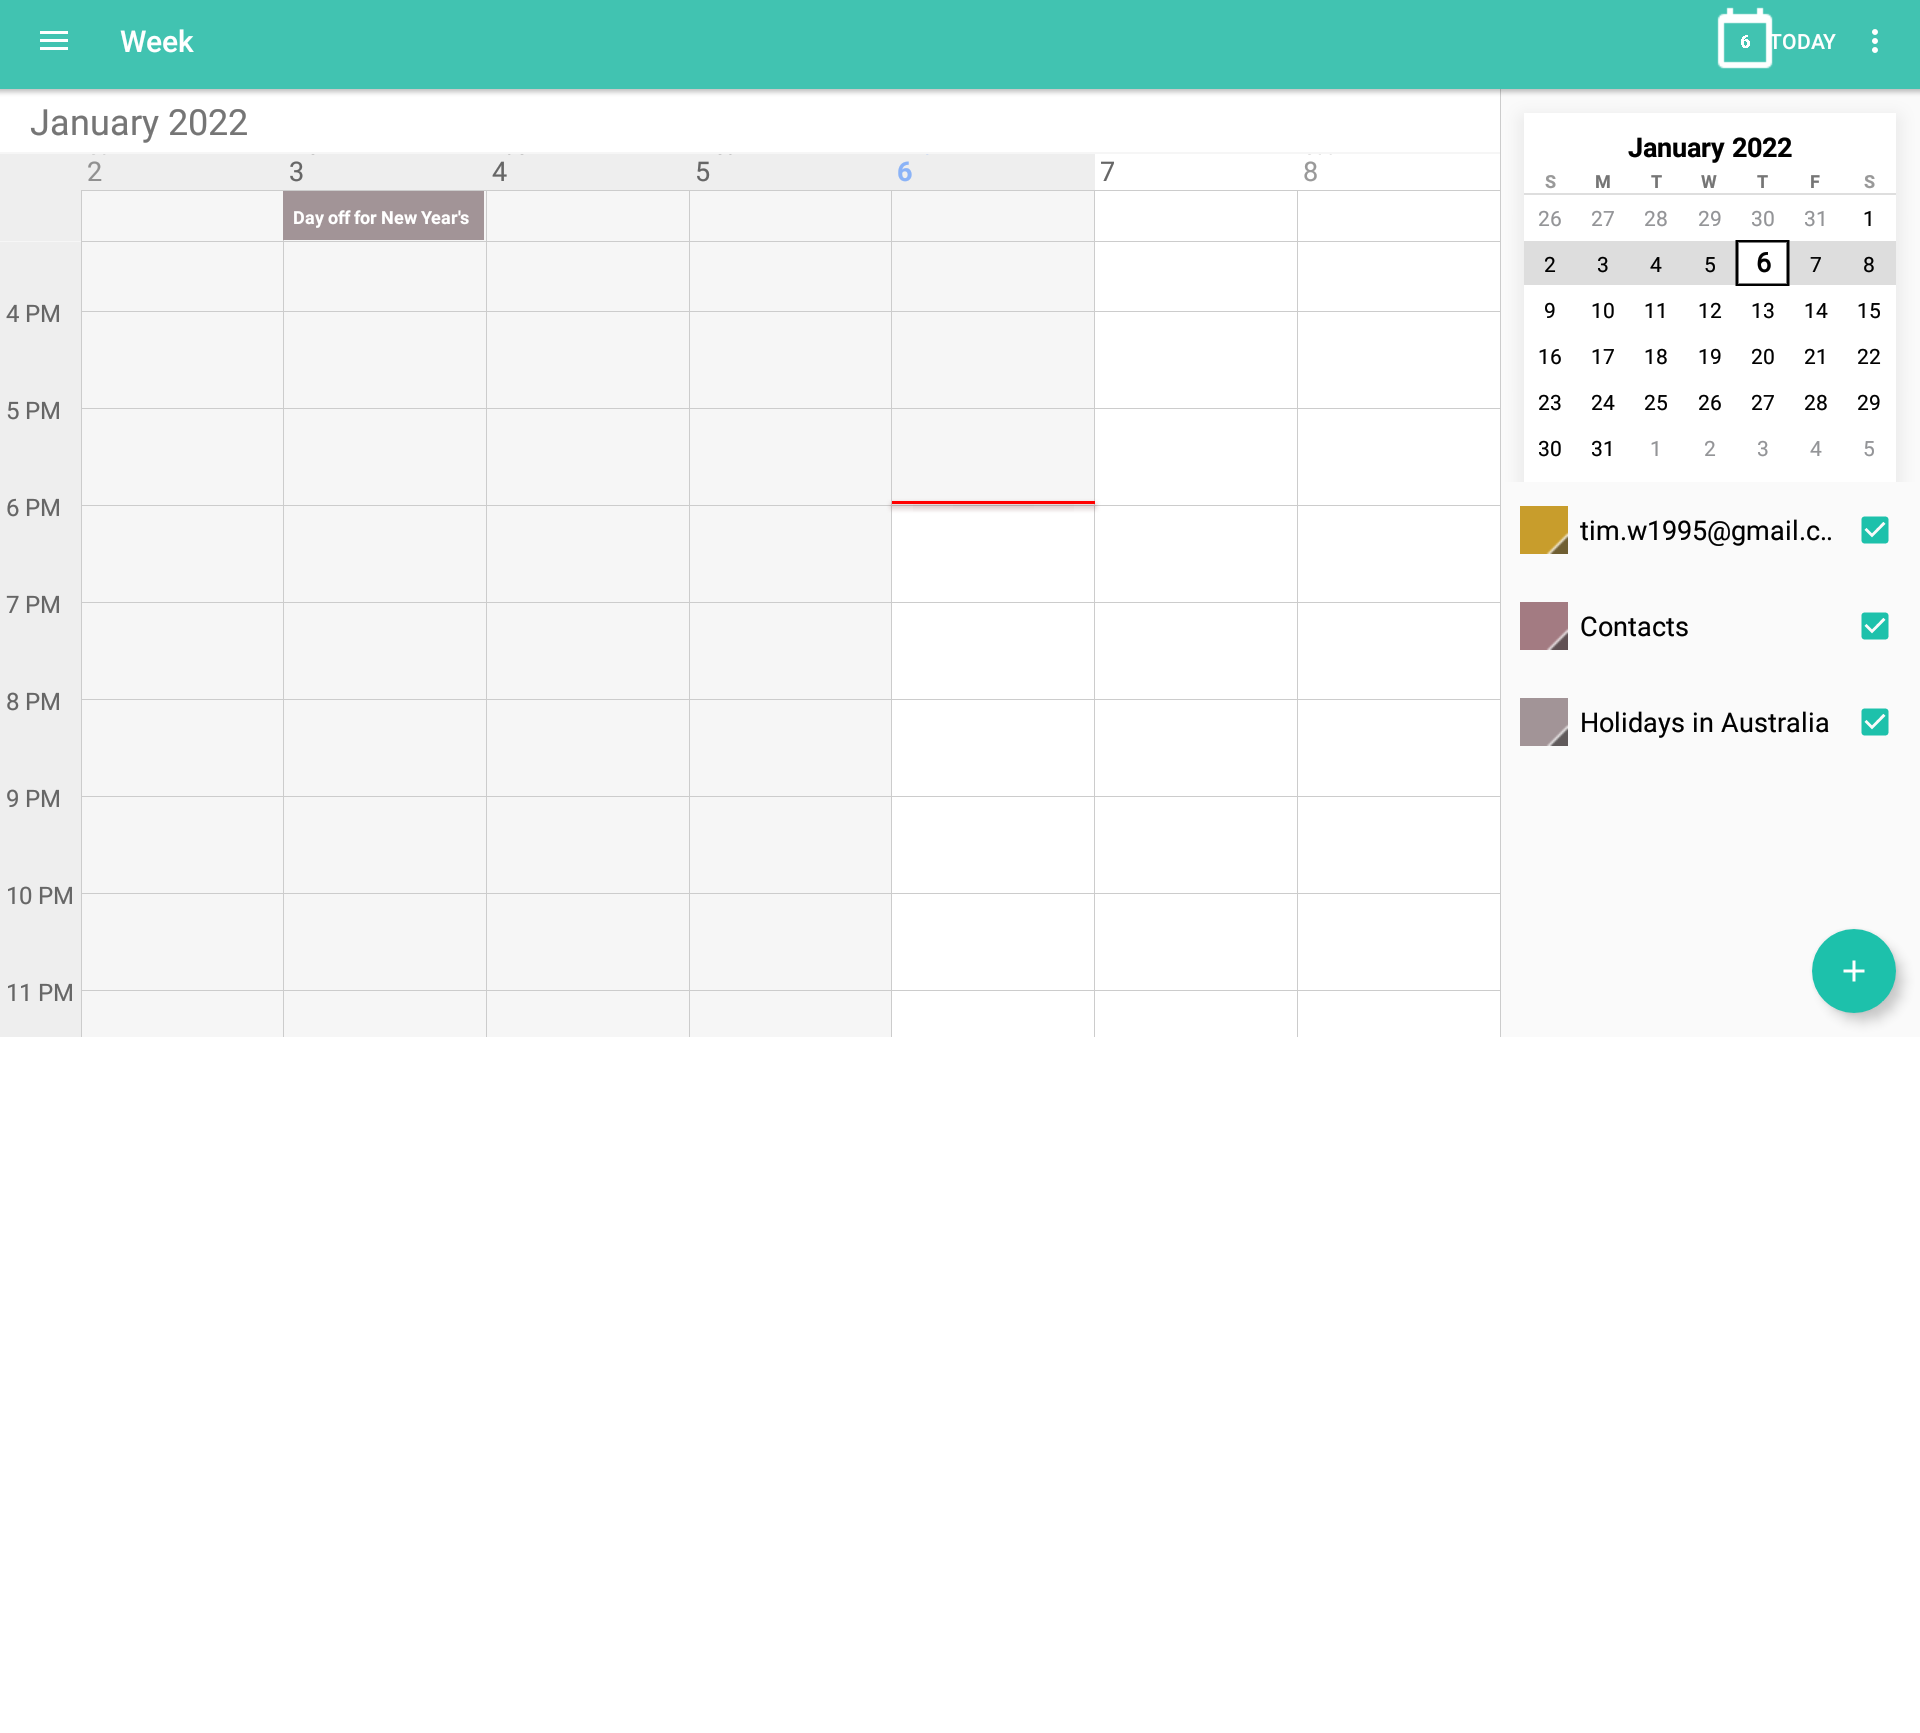 Week
6 TODAY
January 2022
2 3 4 5 6 7 8
Day off for New Year's
4 PM
5 PM
6 PM
7 PM
8 PM
9 PM
10 PM
11 PM
January 2022
S M T W T F S
26 27 28 29 30 31 1
2 3 4 5 6 7 8
9 10 11 12 13 14 15
16 17 18 19 20 21 22
23 24 25 26 27 28 29
30 31 1 2 3 4 5
tim.w1995@gmail.c..
Contacts
Holidays in Australia